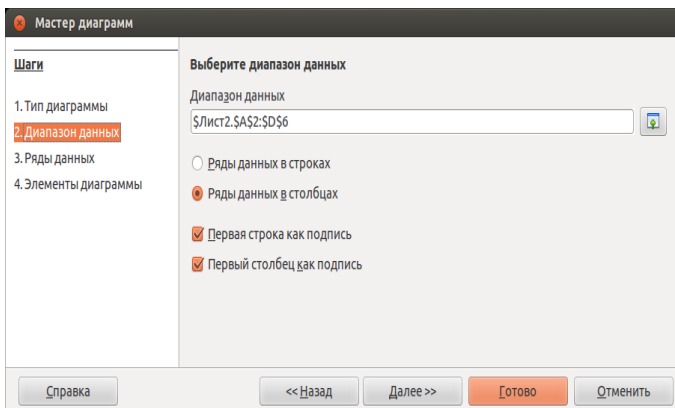 Мастер диаграмм
Шаги
1. Тип диаграммы
2. Диапазон данных
3. Ряды данных
4. Элементы диаграммы
Выберите диапазон данных
Диапазон данных
$Лист2.$A$2:$D$6
Ряды данных в строках
Ряды данных в столбцах
Первая строка как подпись
Первый столбец как подпись
Справка
<< Назад
Далее >>
Готово
Отменить